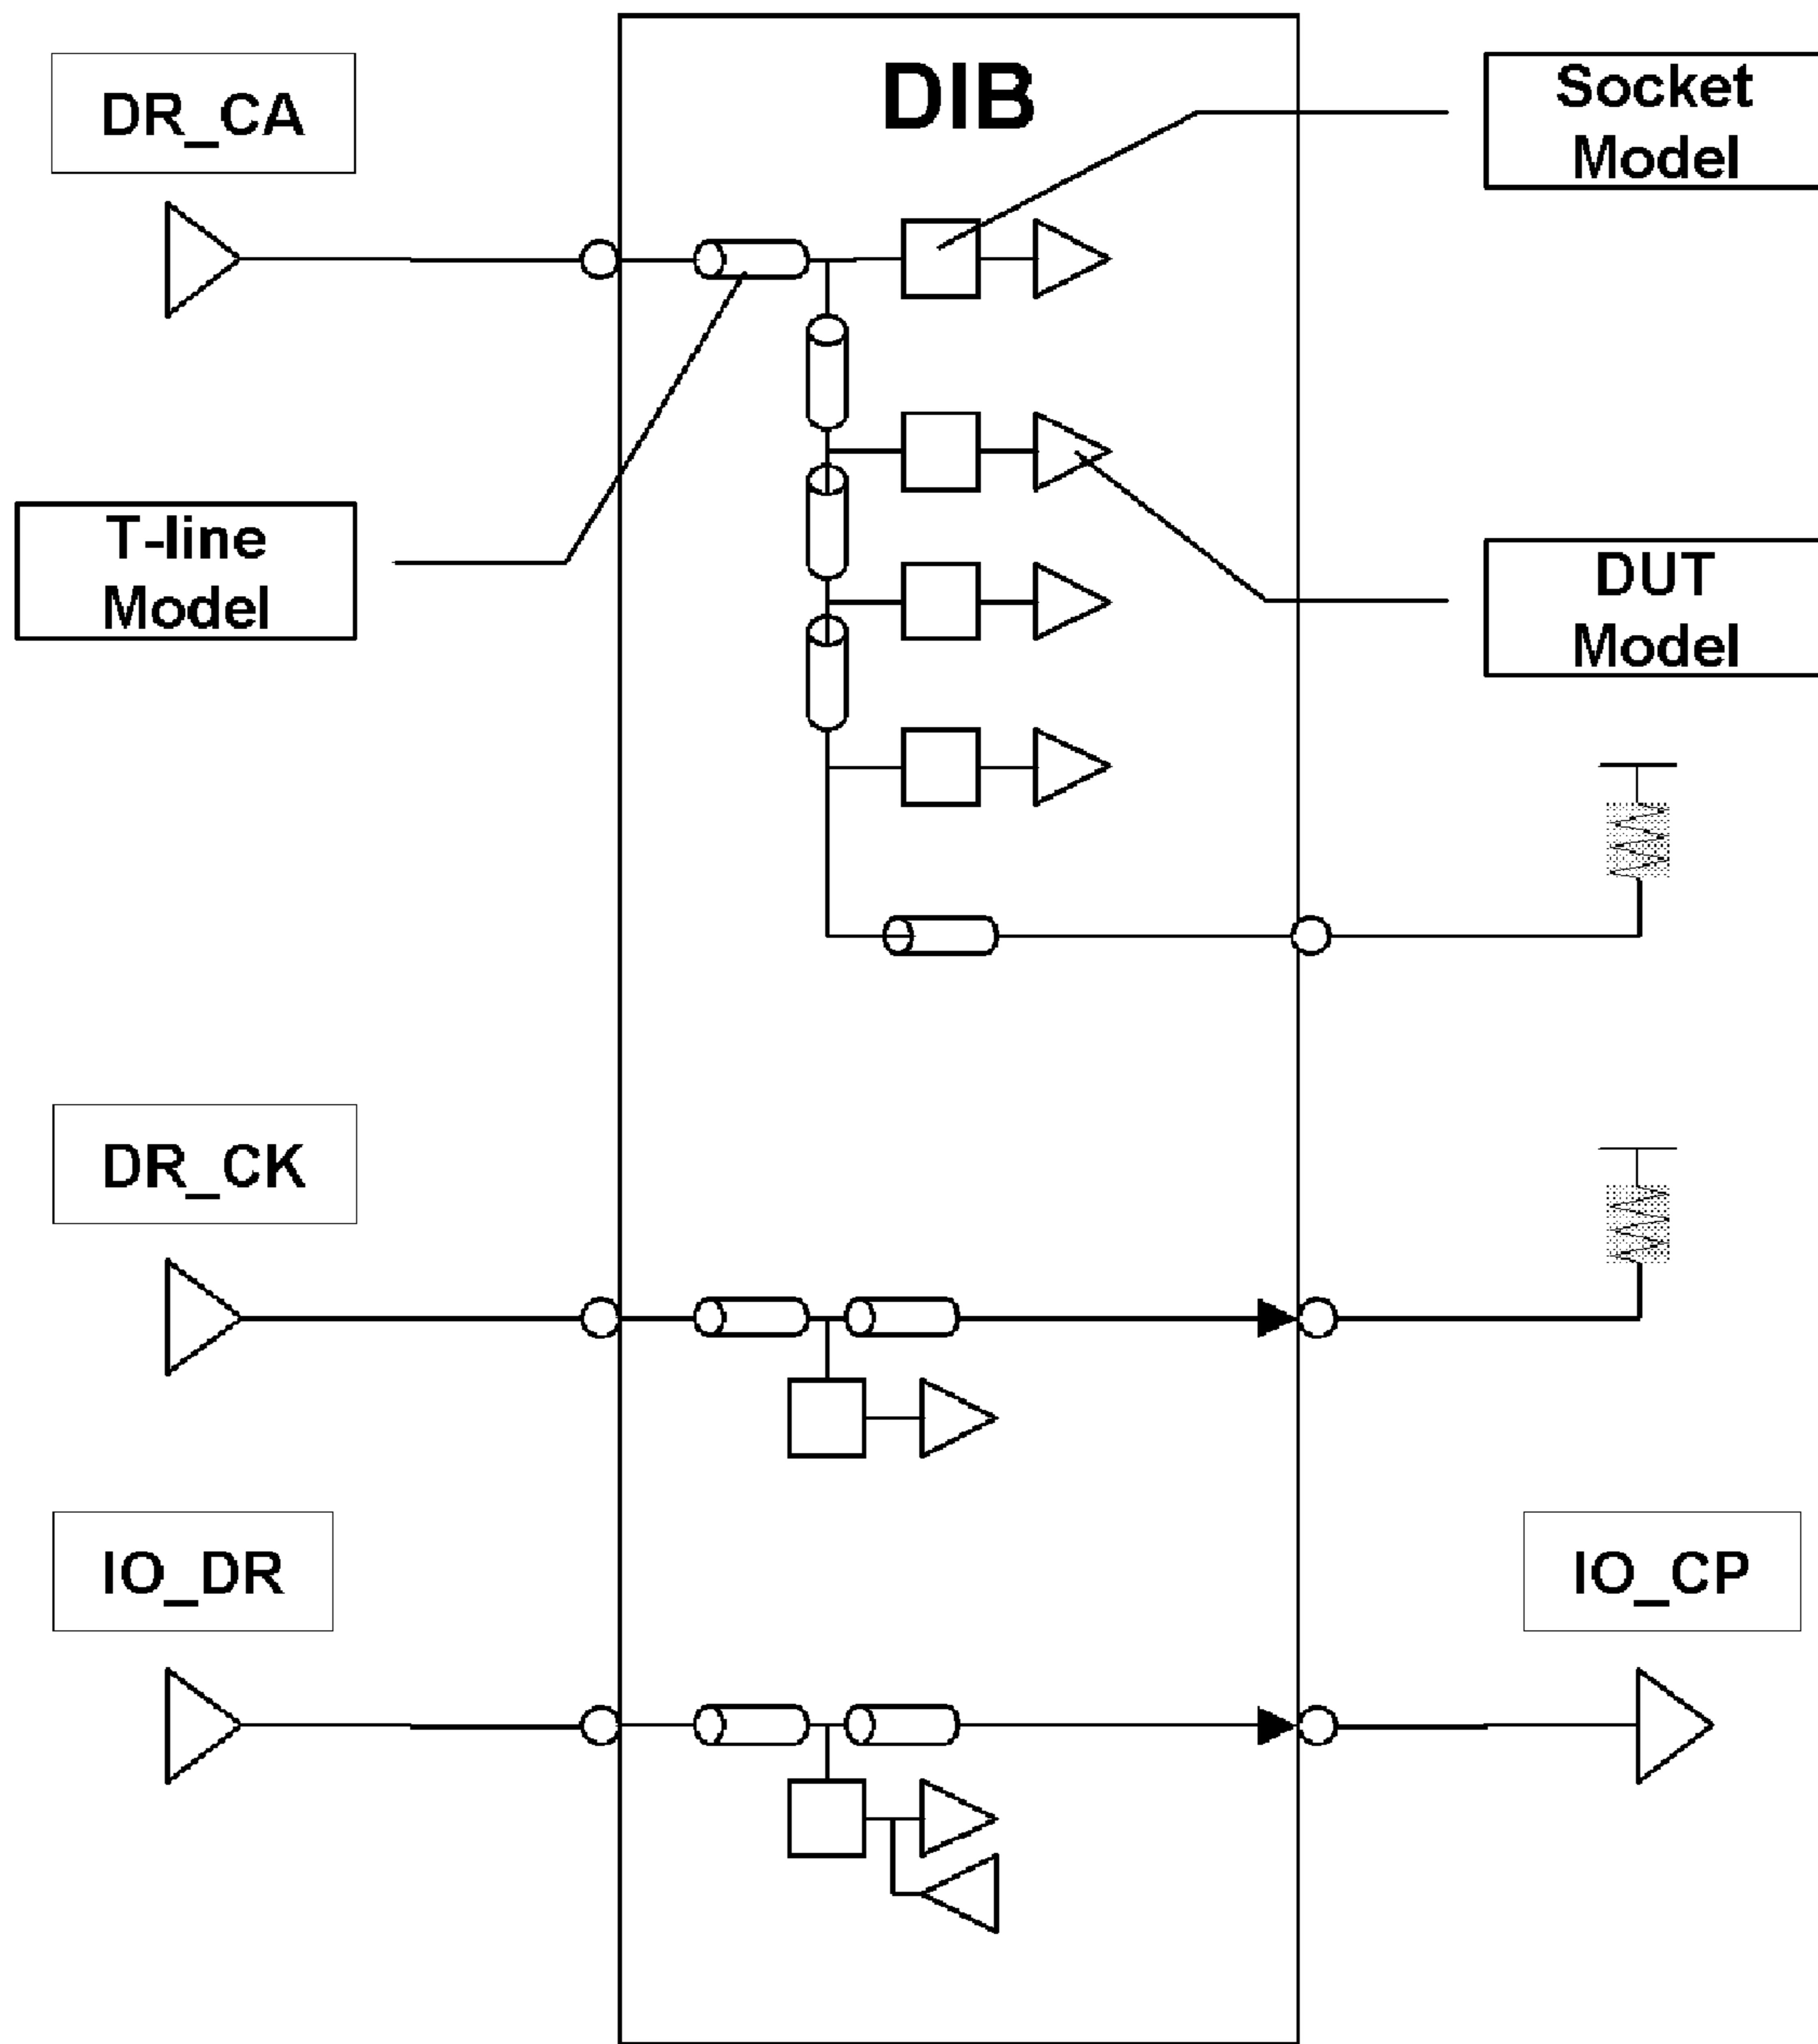 DIB
DR_CA
Socket
Model
T-line
Model
DUT
Model
DR_CK
IO_DR
IO_CP